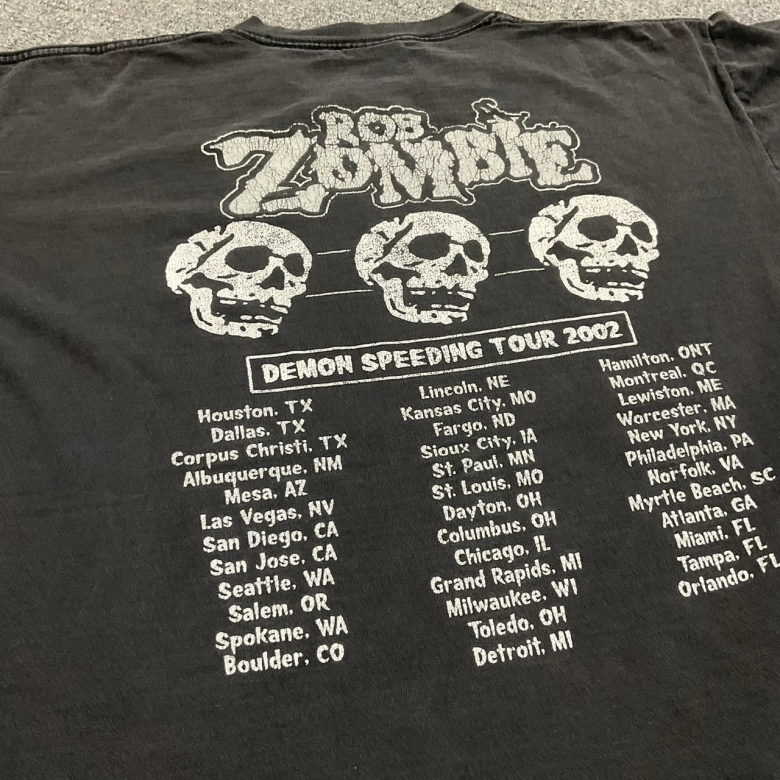 ROB
ZOMBIE
DEMON SPEEDING TOUR 2002
Houston, TX
Dallas, TX
Corpus Christi, TX
Albuquerque, NM
Mesa, AZ
Las Vegas, NV
San Diego, CA
San Jose, CA
Seattle, WA
Salem, OR
Spokane, WA
Boulder, CO
Lincoln, NE
Kansas City, MO
Fargo, ND
Sioux City, IA
St. Paul, MN
St. Louis, MO
Dayton, OH
Columbus, OH
Chicago, IL
Grand Rapids, MI
Milwaukee, WI
Toledo, OH
Detroit, MI
Hamilton, ONT
Montreal, QC
Lewiston, ME
Worcester, MA
New York, NY
Philadelphia, PA
Norfolk, VA
Myrtle Beach, SC
Atlanta, GA
Miami, FL
Tampa, FL
Orlando, FL